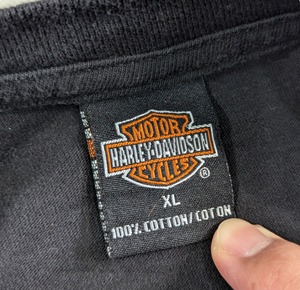 MOTOR
HARLEY-DAVIDSON
CYCLES
®
XL
100% COTTON/COTON